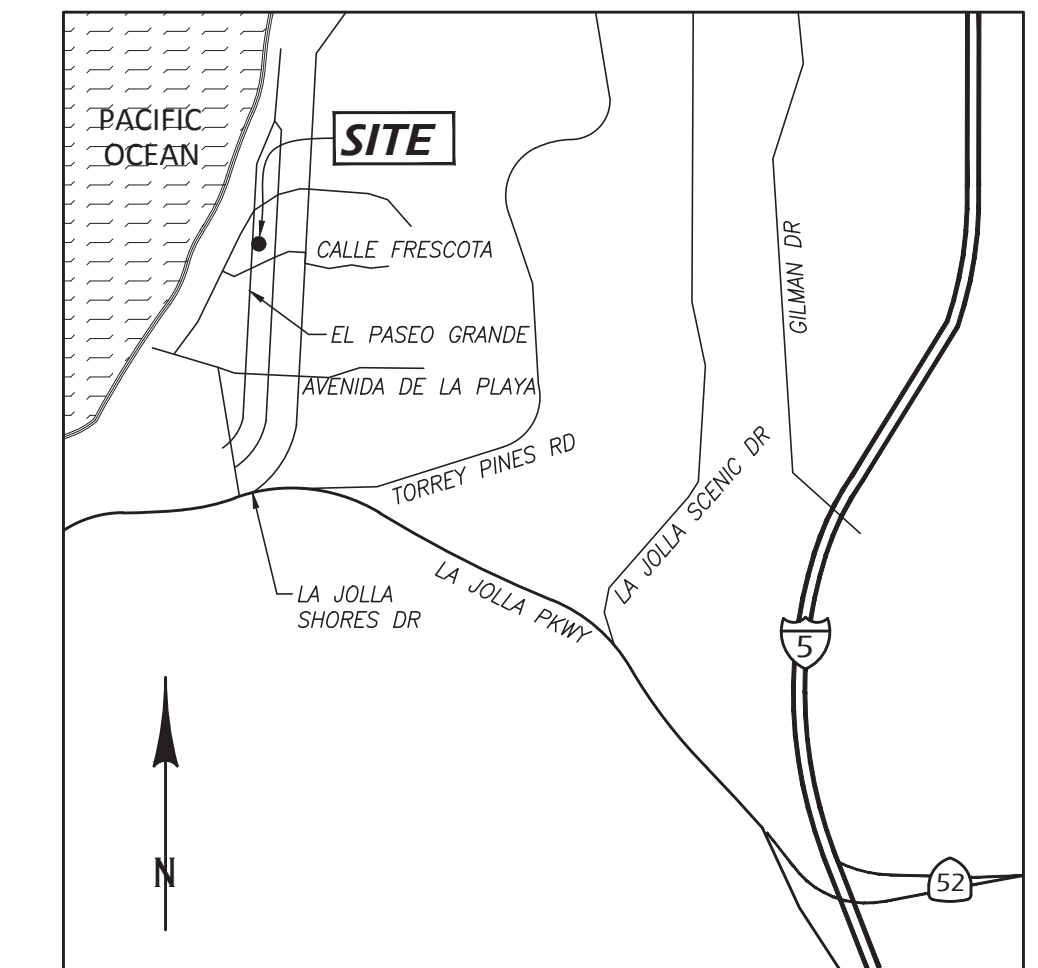 PACIFIC
OCEAN
SITE
CALLE FRESCOTA
GILMAN DR
EL PASEO GRANDE
AVENIDA DE LA PLAYA
TORREY PINES RD
LA JOLLA SCENIC DR
LA JOLLA PKWY
LA JOLLA
SHORES DR
5
N
52